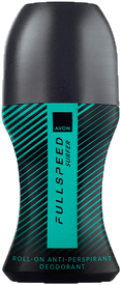 AVON
FULLSPEED
SURFER
ROLL-ON ANTI-PERSPIRANT
DEODORANT